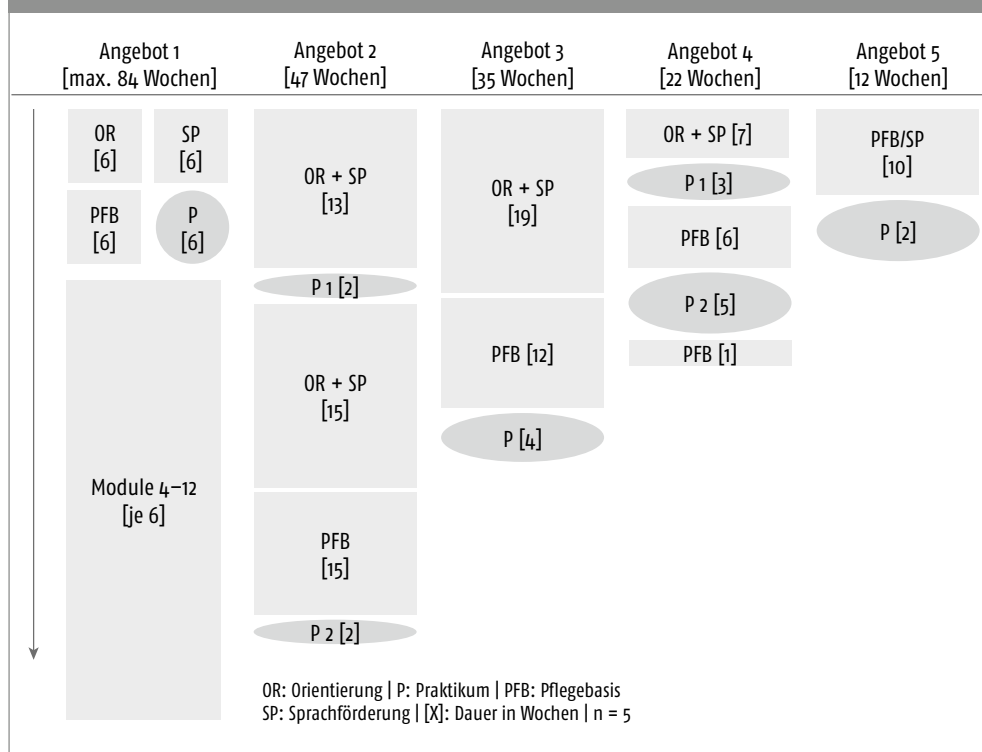 Angebot 1
[max. 84 Wochen]
Angebot 2
[47 Wochen]
Angebot 3
[35 Wochen]
Angebot 4
[22 Wochen]
Angebot 5
[12 Wochen]
OR
[6]
SP
[6]
PFB
[6]
P
[6]
Module 4–12
[je 6]
OR + SP
[13]
P 1 [2]
OR + SP
[15]
PFB
[15]
P 2 [2]
OR + SP
[19]
PFB [12]
P [4]
OR + SP [7]
P 1 [3]
PFB [6]
P 2 [5]
PFB [1]
PFB/SP
[10]
P [2]
OR: Orientierung | P: Praktikum | PFB: Pflegebasis
SP: Sprachförderung | [X]: Dauer in Wochen | n = 5